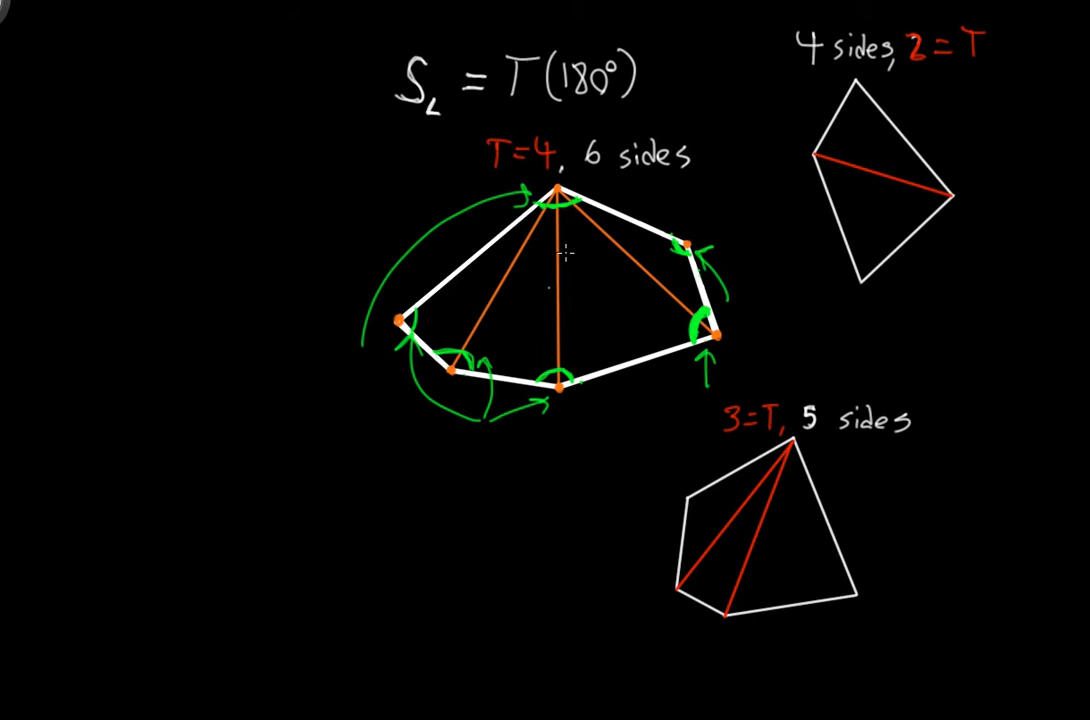 4 sides, 2 = T
S∠ = T(180°)
T=4, 6 sides
3=T, 5 sides